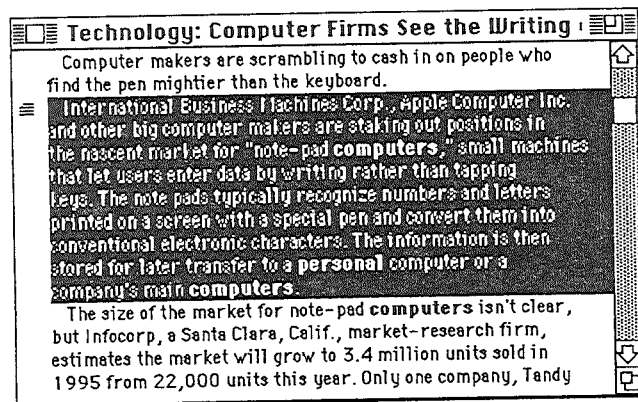 Technology: Computer Firms See the Writing
Computer makers are scrambling to cash in on people who
find the pen mightier than the keyboard.
International Business Machines Corp., Apple Computer Inc.
and other big computer makers are staking out positions in
the nascent market for "note-pad computers," small machines
that let users enter data by writing rather than tapping
keys. The note pads typically recognize numbers and letters
printed on a screen with a special pen and convert them into
conventional electronic characters. The information is then
stored for later transfer to a personal computer or a
company's main computers.
The size of the market for note-pad computers isn't clear,
but Infocorp, a Santa Clara, Calif., market-research firm,
estimates the market will grow to 3.4 million units sold in
1995 from 22,000 units this year. Only one company, Tandy